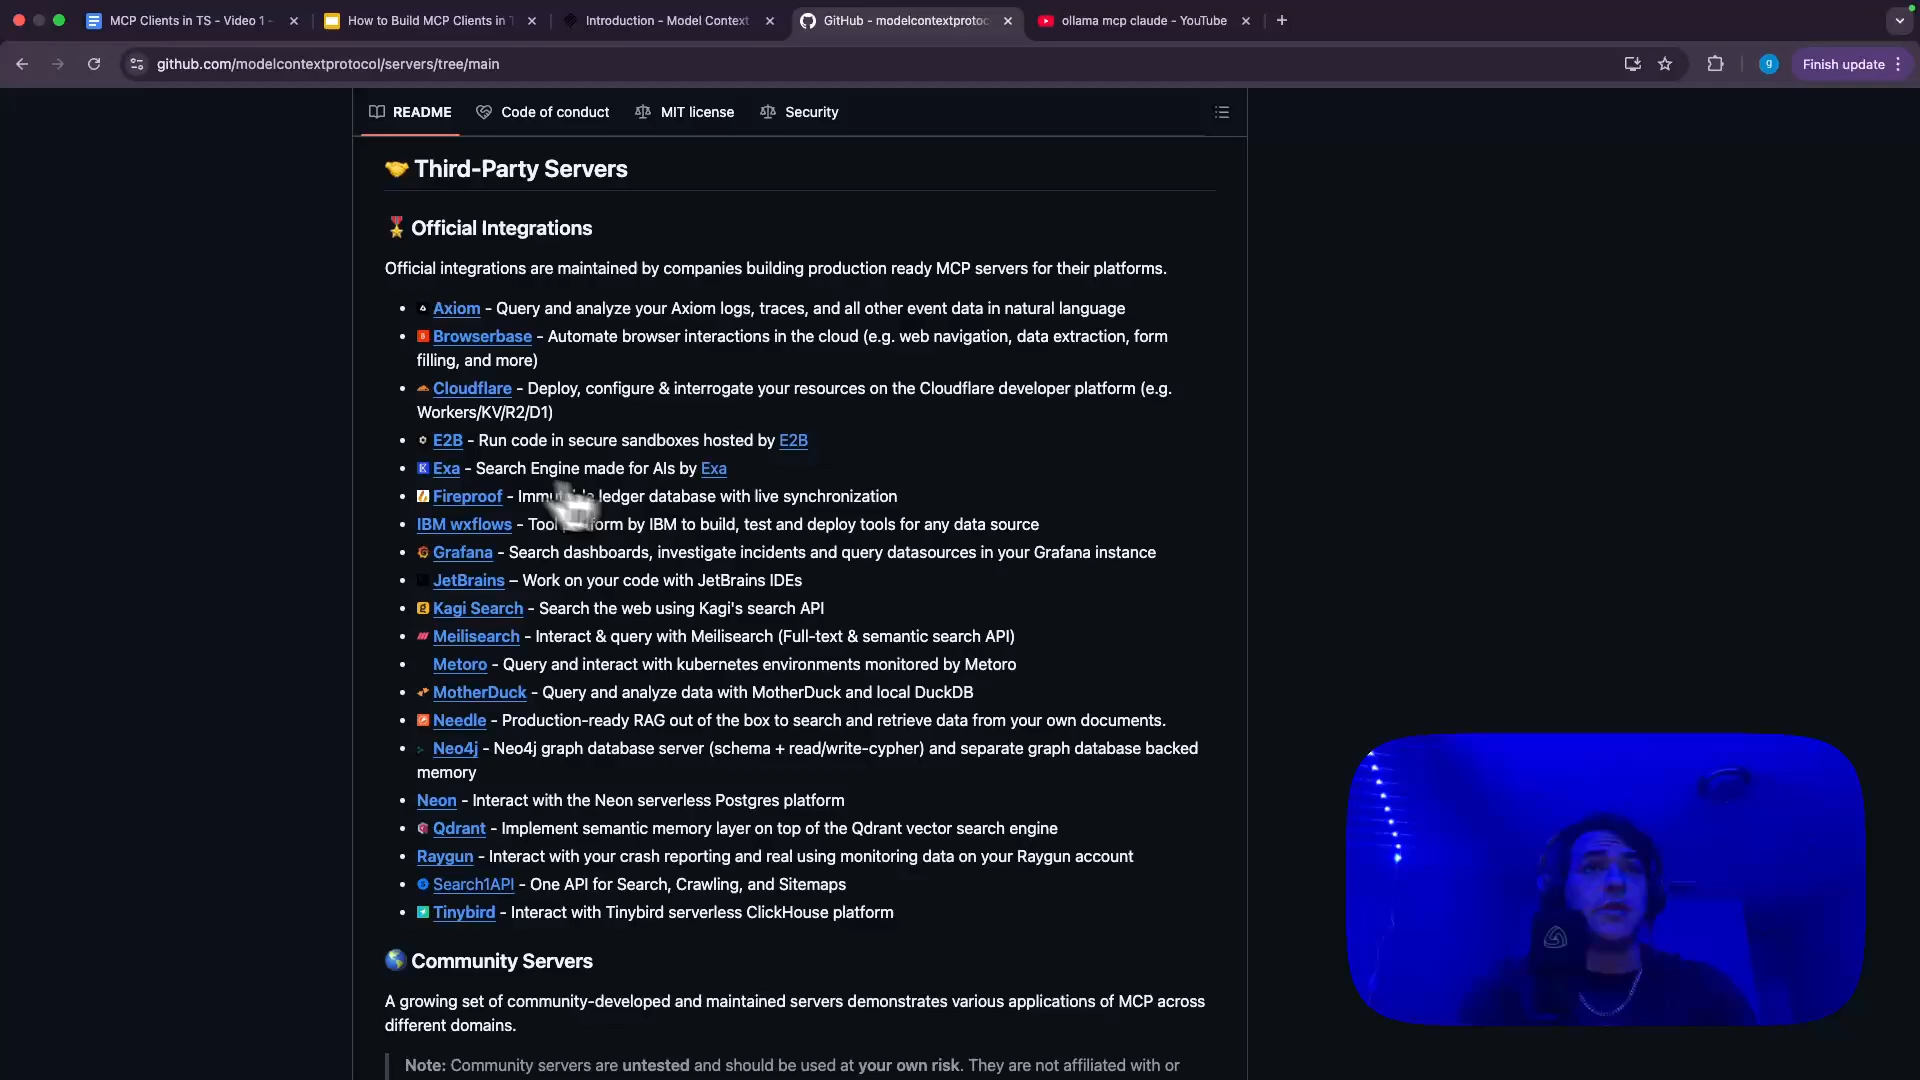 MCP Clients in TS - Video 1 -
How to Build MCP Clients in T
Introduction - Model Context
GitHub - modelcontextprotoc
ollama mcp claude - YouTube
github.com/modelcontextprotocol/servers/tree/main
g
Finish update
README
Code of conduct
MIT license
Security
Third-Party Servers
Official Integrations
Official integrations are maintained by companies building production ready MCP servers for their platforms.
Axiom - Query and analyze your Axiom logs, traces, and all other event data in natural language
Browserbase - Automate browser interactions in the cloud (e.g. web navigation, data extraction, form
filling, and more)
Cloudflare - Deploy, configure & interrogate your resources on the Cloudflare developer platform (e.g.
Workers/KV/R2/D1)
E2B - Run code in secure sandboxes hosted by E2B
Exa - Search Engine made for AIs by Exa
Fireproof - ledger database with live synchronization
IBM wxflows - by IBM to build, test and deploy tools for any data source
Grafana - Search dashboards, investigate incidents and query datasources in your Grafana instance
JetBrains – Work on your code with JetBrains IDEs
Kagi Search - Search the web using Kagi's search API
Meilisearch - Interact & query with Meilisearch (Full-text & semantic search API)
Metoro - Query and interact with kubernetes environments monitored by Metoro
MotherDuck - Query and analyze data with MotherDuck and local DuckDB
Needle - Production-ready RAG out of the box to search and retrieve data from your own documents.
Neo4j - Neo4j graph database server (schema + read/write-cypher) and separate graph database backed
memory
Neon - Interact with the Neon serverless Postgres platform
Qdrant - Implement semantic memory layer on top of the Qdrant vector search engine
Raygun - Interact with your crash reporting and real using monitoring data on your Raygun account
Search1API - One API for Search, Crawling, and Sitemaps
Tinybird - Interact with Tinybird serverless ClickHouse platform
Community Servers
A growing set of community-developed and maintained servers demonstrates various applications of MCP across
different domains.
Note: Community servers are untested and should be used at your own risk. They are not affiliated with or